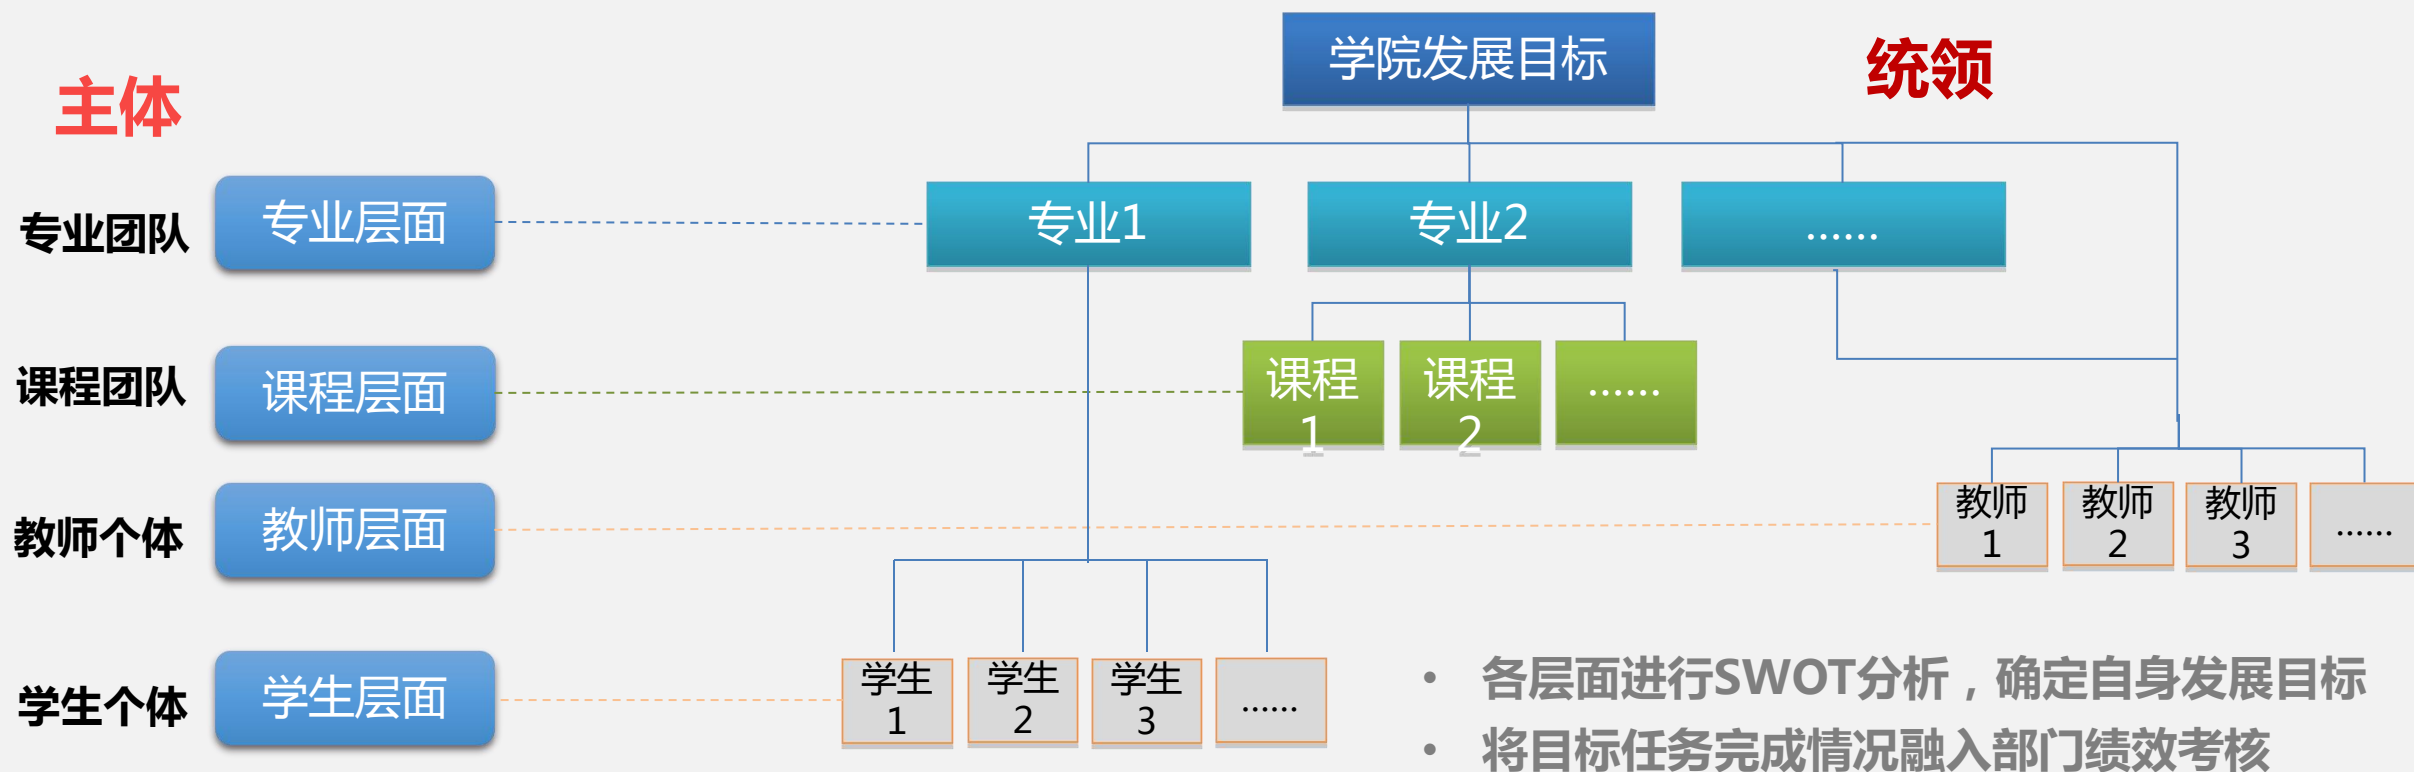 学院发展目标
统领
主体
专业团队
专业层面
专业1
专业2
......
课程团队
课程层面
课程
1
课程
2
......
教师个体
教师层面
教师
1
教师
2
教师
3
......
学生个体
学生层面
学生
1
学生
2
学生
3
......
• 各层面进行SWOT分析，确定自身发展目标
• 将目标任务完成情况融入部门绩效考核